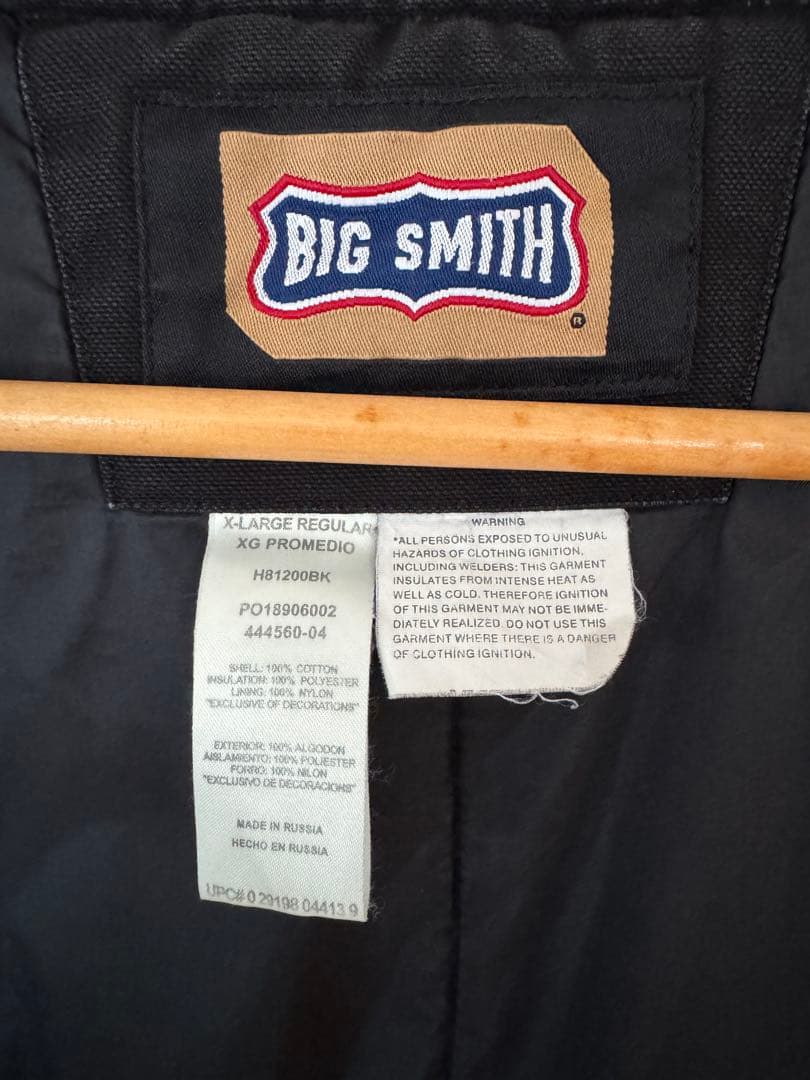 BIG SMITH
®
X-LARGE REGULAR
XG PROMEDIO
H81200BK
PO18906002
444560-04
SHELL: 100% COTTON
INSULATION: 100% POLYESTER
LINING: 100% NYLON
"EXCLUSIVE OF DECORATIONS"
EXTERIOR: 100% ALGODON
AISLAMIENTO: 100% POLIESTER
FORRO: 100% NILON
"EXCLUSIVO DE DECORACIONS"
MADE IN RUSSIA
HECHO EN RUSSIA
UPC# 0 29198 04413 9
WARNING
*ALL PERSONS EXPOSED TO UNUSUAL
HAZARDS OF CLOTHING IGNITION,
INCLUDING WELDERS: THIS GARMENT
INSULATES FROM INTENSE HEAT AS
WELL AS COLD. THEREFORE IGNITION
OF THIS GARMENT MAY NOT BE IMME-
DIATELY REALIZED. DO NOT USE THIS
GARMENT WHERE THERE IS A DANGER
OF CLOTHING IGNITION.